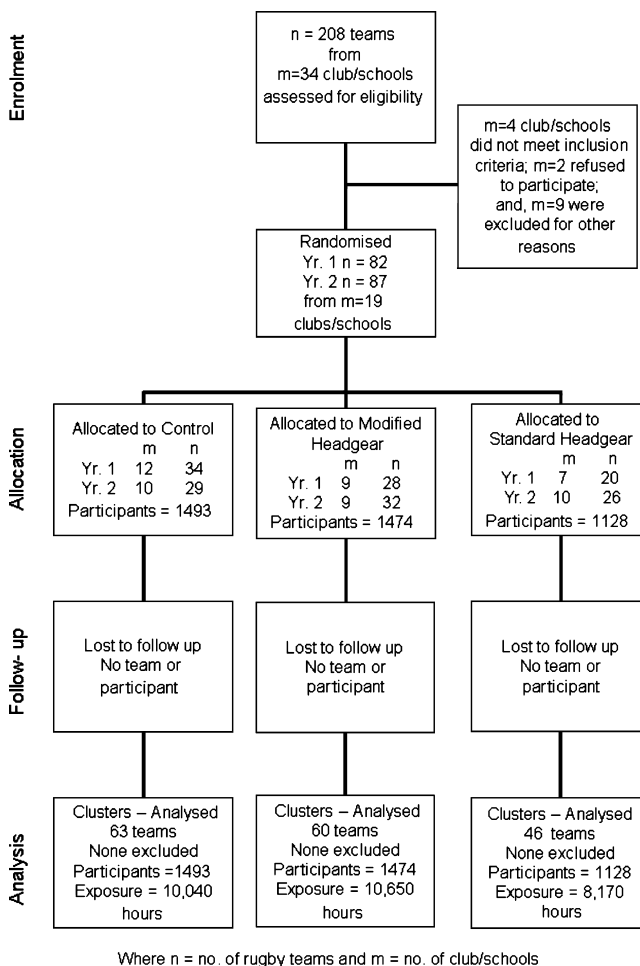 Enrolment
n = 208 teams
from
m=34 club/schools
assessed for eligibility
m=4 club/schools
did not meet inclusion
criteria; m=2 refused
to participate;
and, m=9 were
excluded for other
reasons
Randomised
Yr. 1 n = 82
Yr. 2 n = 87
from m=19
clubs/schools
Allocation
Allocated to Control
m n
Yr. 1 12 34
Yr. 2 10 29
Participants = 1493
Allocated to Modified
Headgear
m n
Yr. 1 9 28
Yr. 2 9 32
Participants = 1474
Allocated to
Standard Headgear
m n
Yr. 1 7 20
Yr. 2 10 26
Participants = 1128
Follow- up
Lost to follow up
No team or
participant
Lost to follow up
No team or
participant
Lost to follow up
No team or
participant
Analysis
Clusters – Analysed
63 teams
None excluded
Participants =1493
Exposure = 10,040
hours
Clusters – Analysed
60 teams
None excluded
Participants = 1474
Exposure = 10,650
hours
Clusters – Analysed
46 teams
None excluded
Participants = 1128
Exposure = 8,170
hours
Where n = no. of rugby teams and m = no. of club/schools